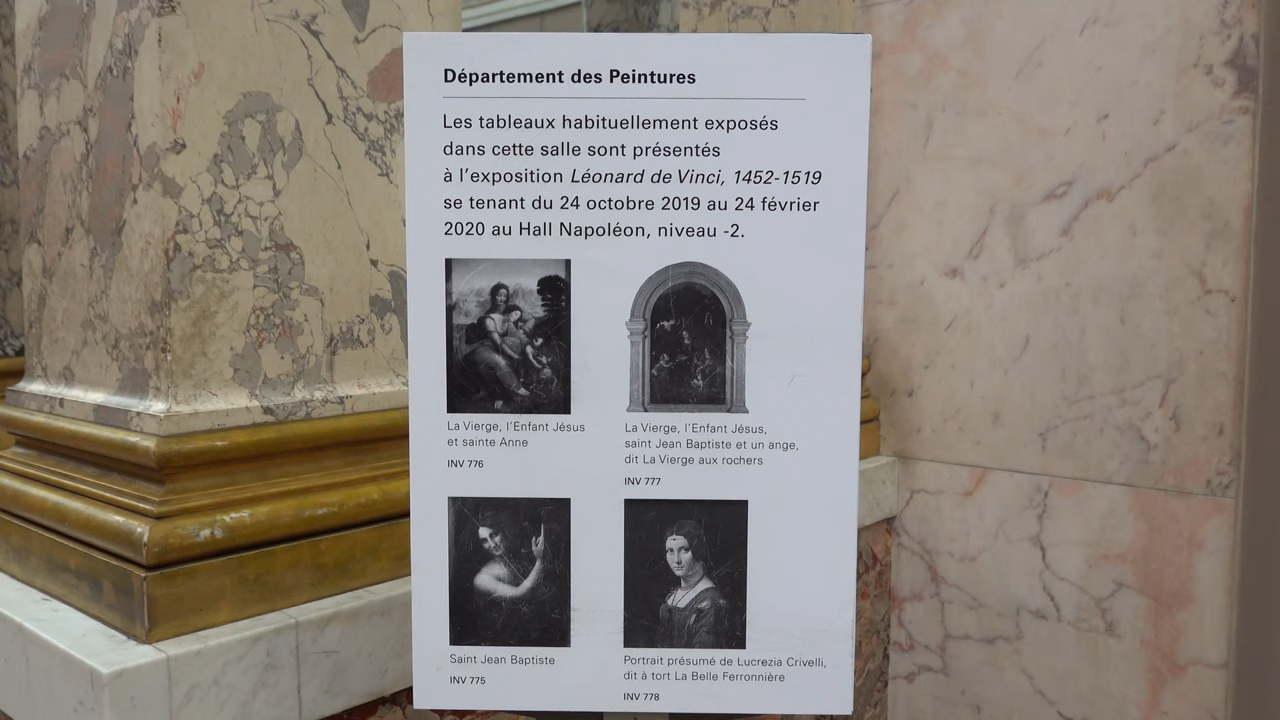 Département des Peintures
Les tableaux habituellement exposés
dans cette salle sont présentés
à l'exposition Léonard de Vinci, 1452-1519
se tenant du 24 octobre 2019 au 24 février
2020 au Hall Napoléon, niveau -2.
La Vierge, l'Enfant Jésus
et sainte Anne
INV 776
La Vierge, l'Enfant Jésus,
saint Jean Baptiste et un ange,
dit La Vierge aux rochers
INV 777
Saint Jean Baptiste
INV 775
Portrait présumé de Lucrezia Crivelli,
dit à tort La Belle Ferronnière
INV 778